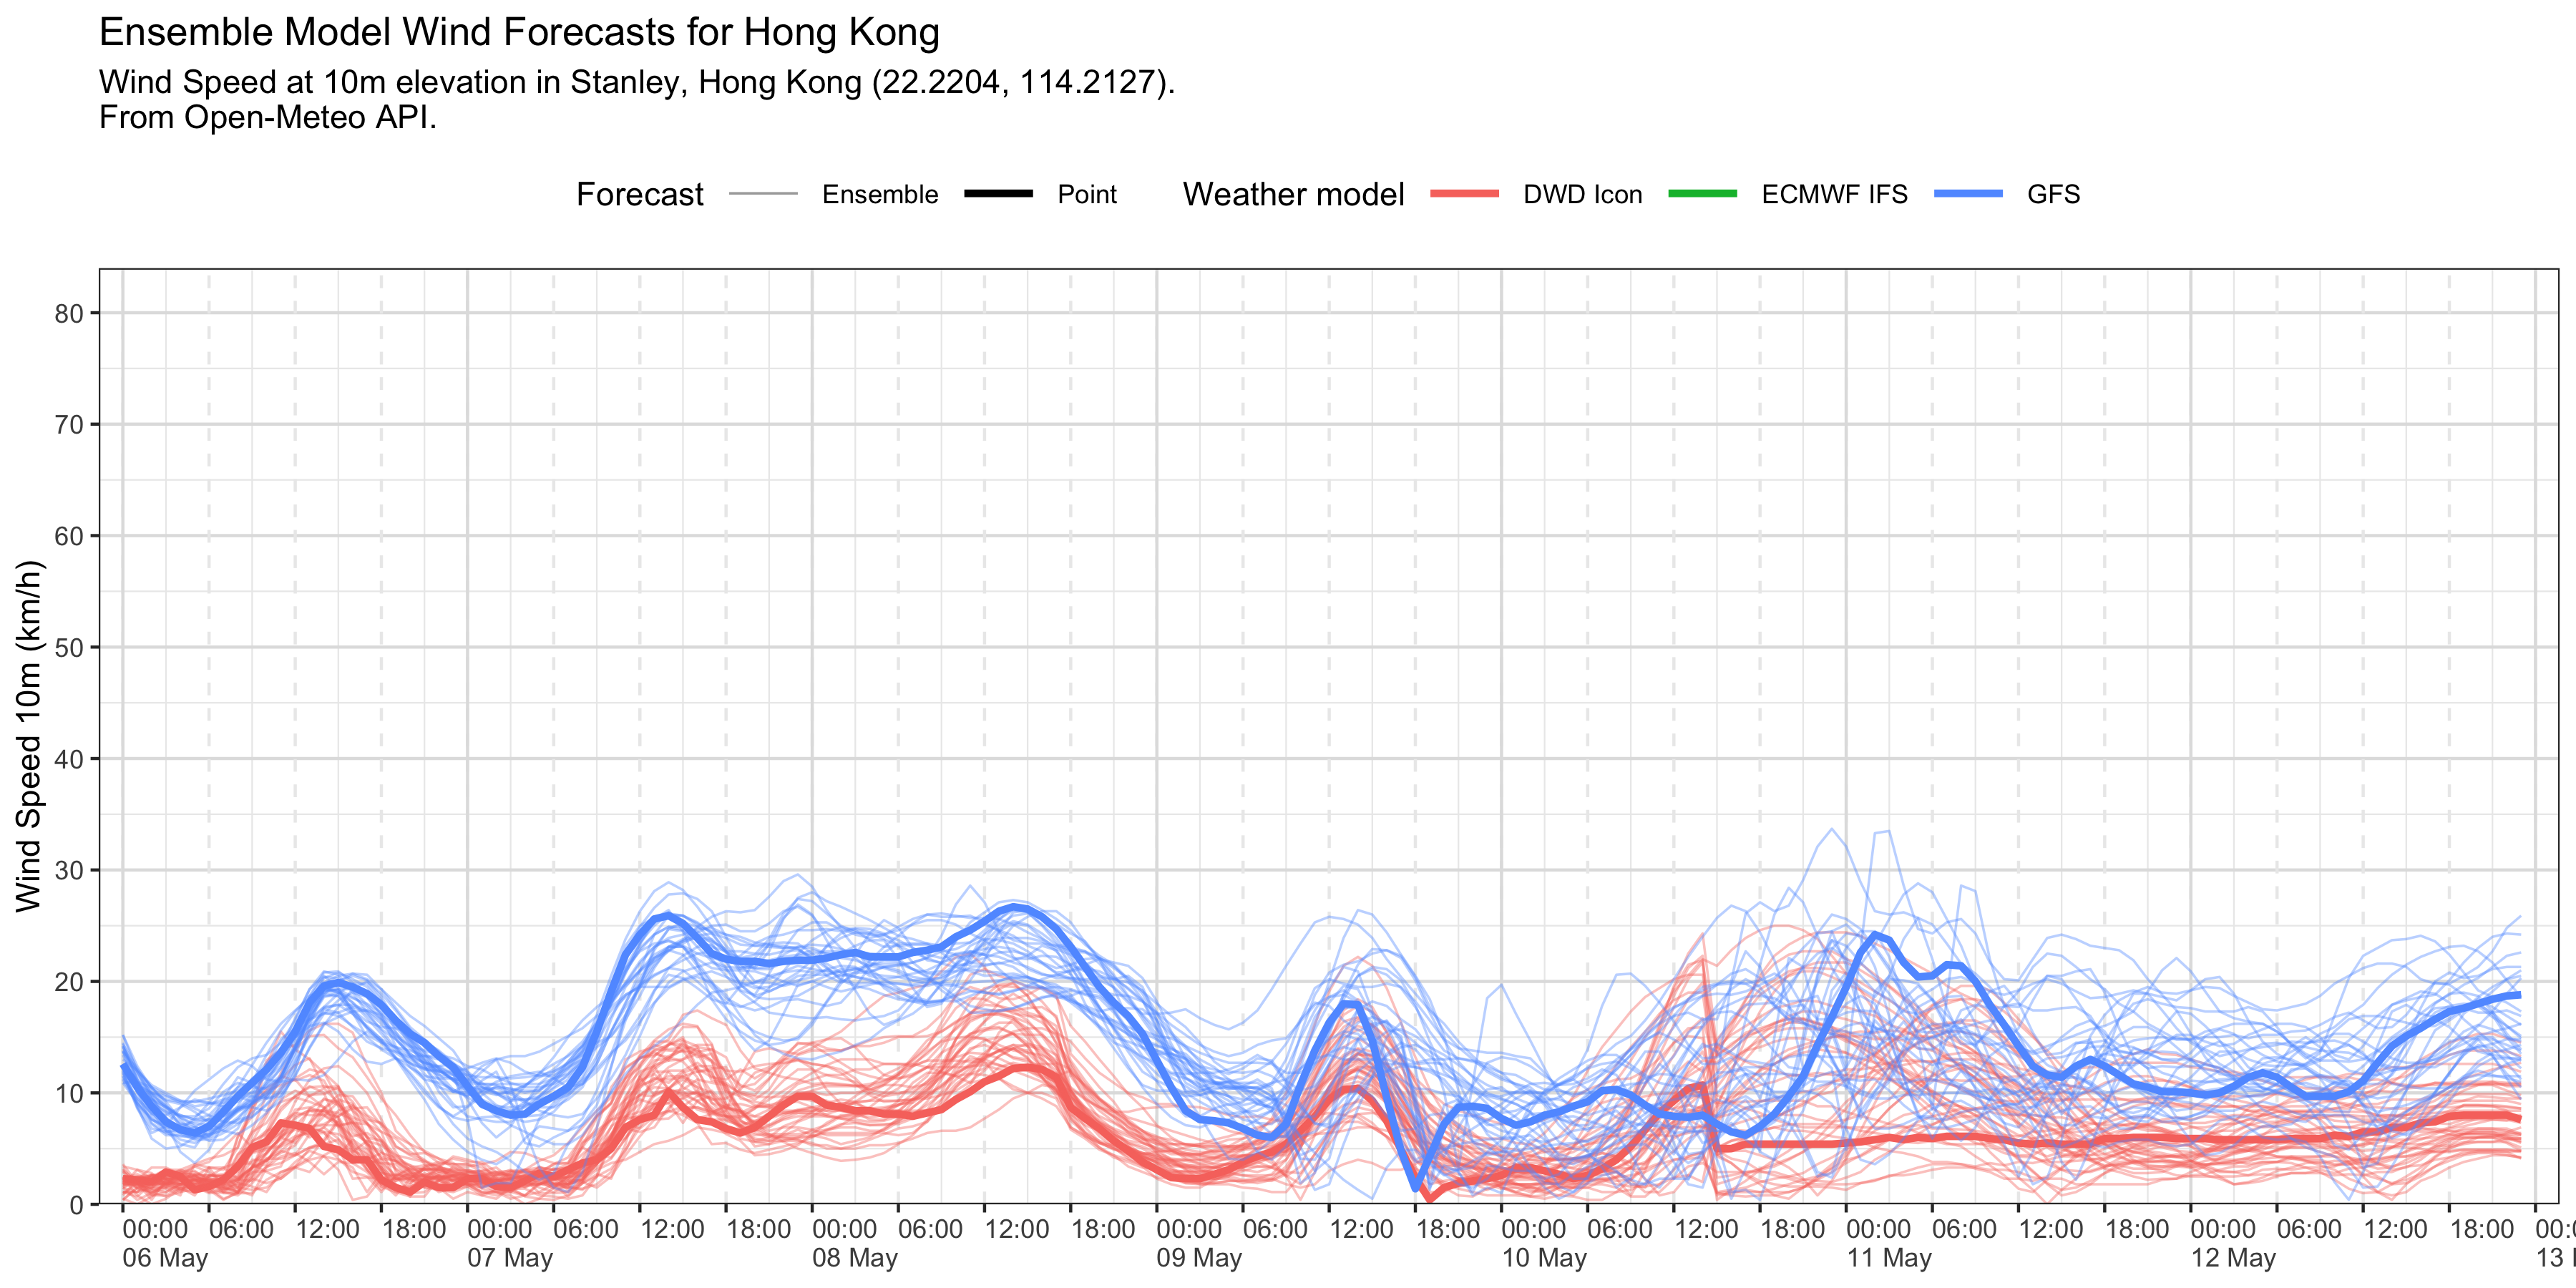 Ensemble Model Wind Forecasts for Hong Kong
Wind Speed at 10m elevation in Stanley, Hong Kong (22.2204, 114.2127).
From Open-Meteo API.
Forecast Ensemble Point Weather model DWD Icon ECMWF IFS GFS
Wind Speed 10m (km/h)
80
70
60
50
40
30
20
10
0
00:00 06:00 12:00 18:00 00:00 06:00 12:00 18:00 00:00 06:00 12:00 18:00 00:00 06:00 12:00 18:00 00:00 06:00 12:00 18:00 00:00 06:00 12:00 18:00 00:00 06:00 12:00 18:00
06 May 07 May 08 May 09 May 10 May 11 May 12 May 13